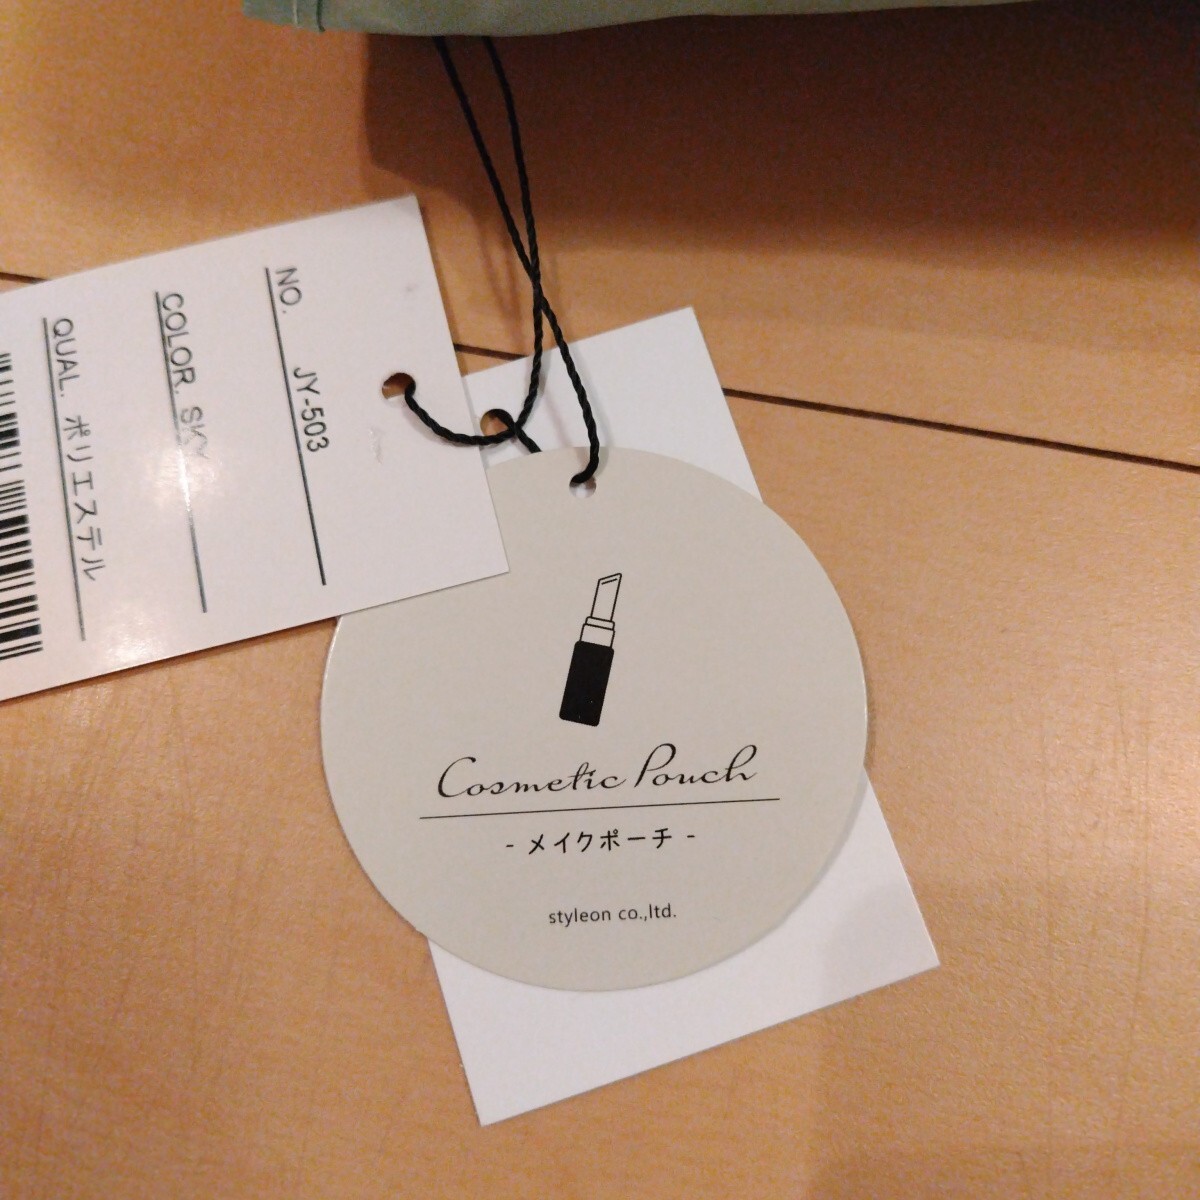 NO. JY-503
COLOR. SKY
QUAL. ポリエステル
Cosmetic Pouch
- メイクポーチ -
styleon co.,ltd.